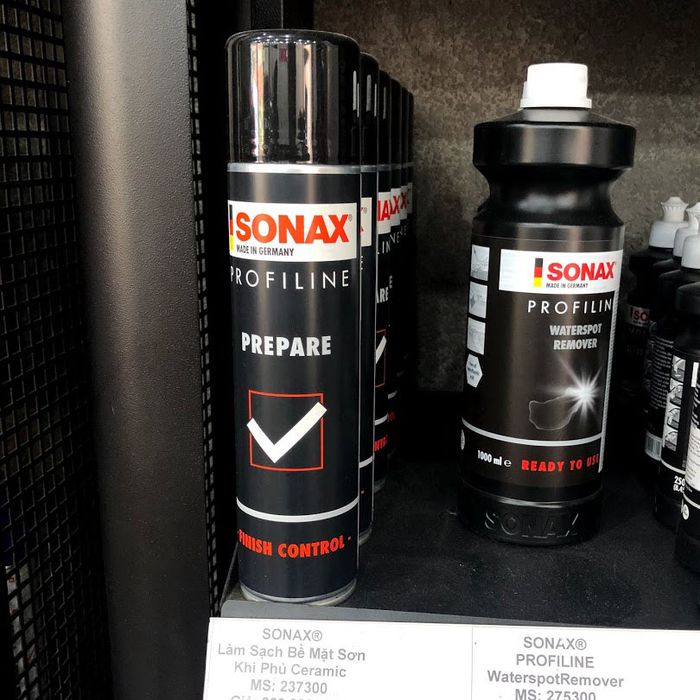 SONAX®
MADE IN GERMANY
PROFILINE
PREPARE
FINISH CONTROL
SONAX
MADE IN GERMANY
PROFILIN
WATERSPOT
REMOVER
1000 ml e READY TO USE
SONAX
SONAX®
Làm Sạch Bề Mặt Sơn
Khi Phủ Ceramic
MS: 237300
SONAX®
PROFILINE
WaterspotRemover
MS: 275300